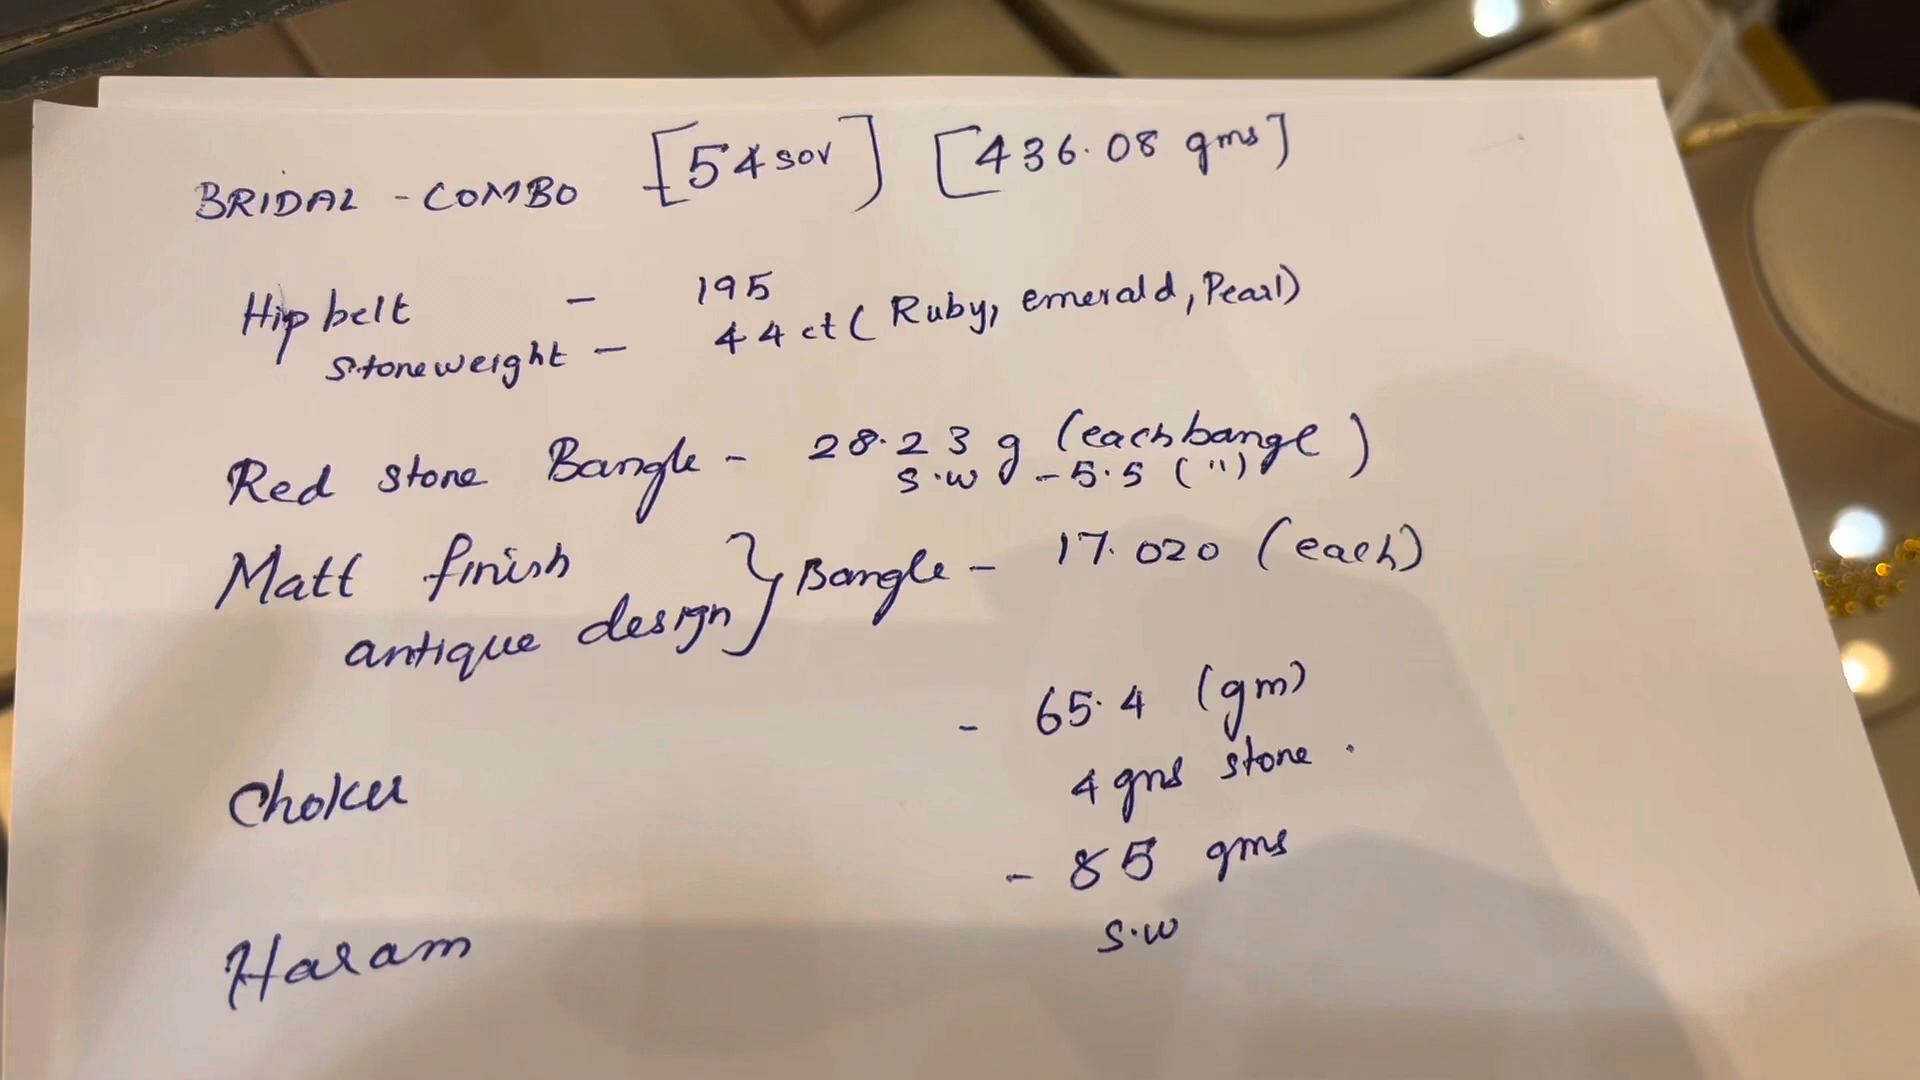 BRIDAL - COMBO [54 sov] [436.08 gms]
Hip belt - 195
Stone weight - 44 ct (Ruby, emerald, Pearl)
Red stone Bangle - 28.23 g (each bangle)
S.W - 5.5 (")
Matt finish
antique design } Bangle - 17.020 (each)
- 65.4 (gm)
Choker
4 gms stone.
- 85 gms
Haram
S.W